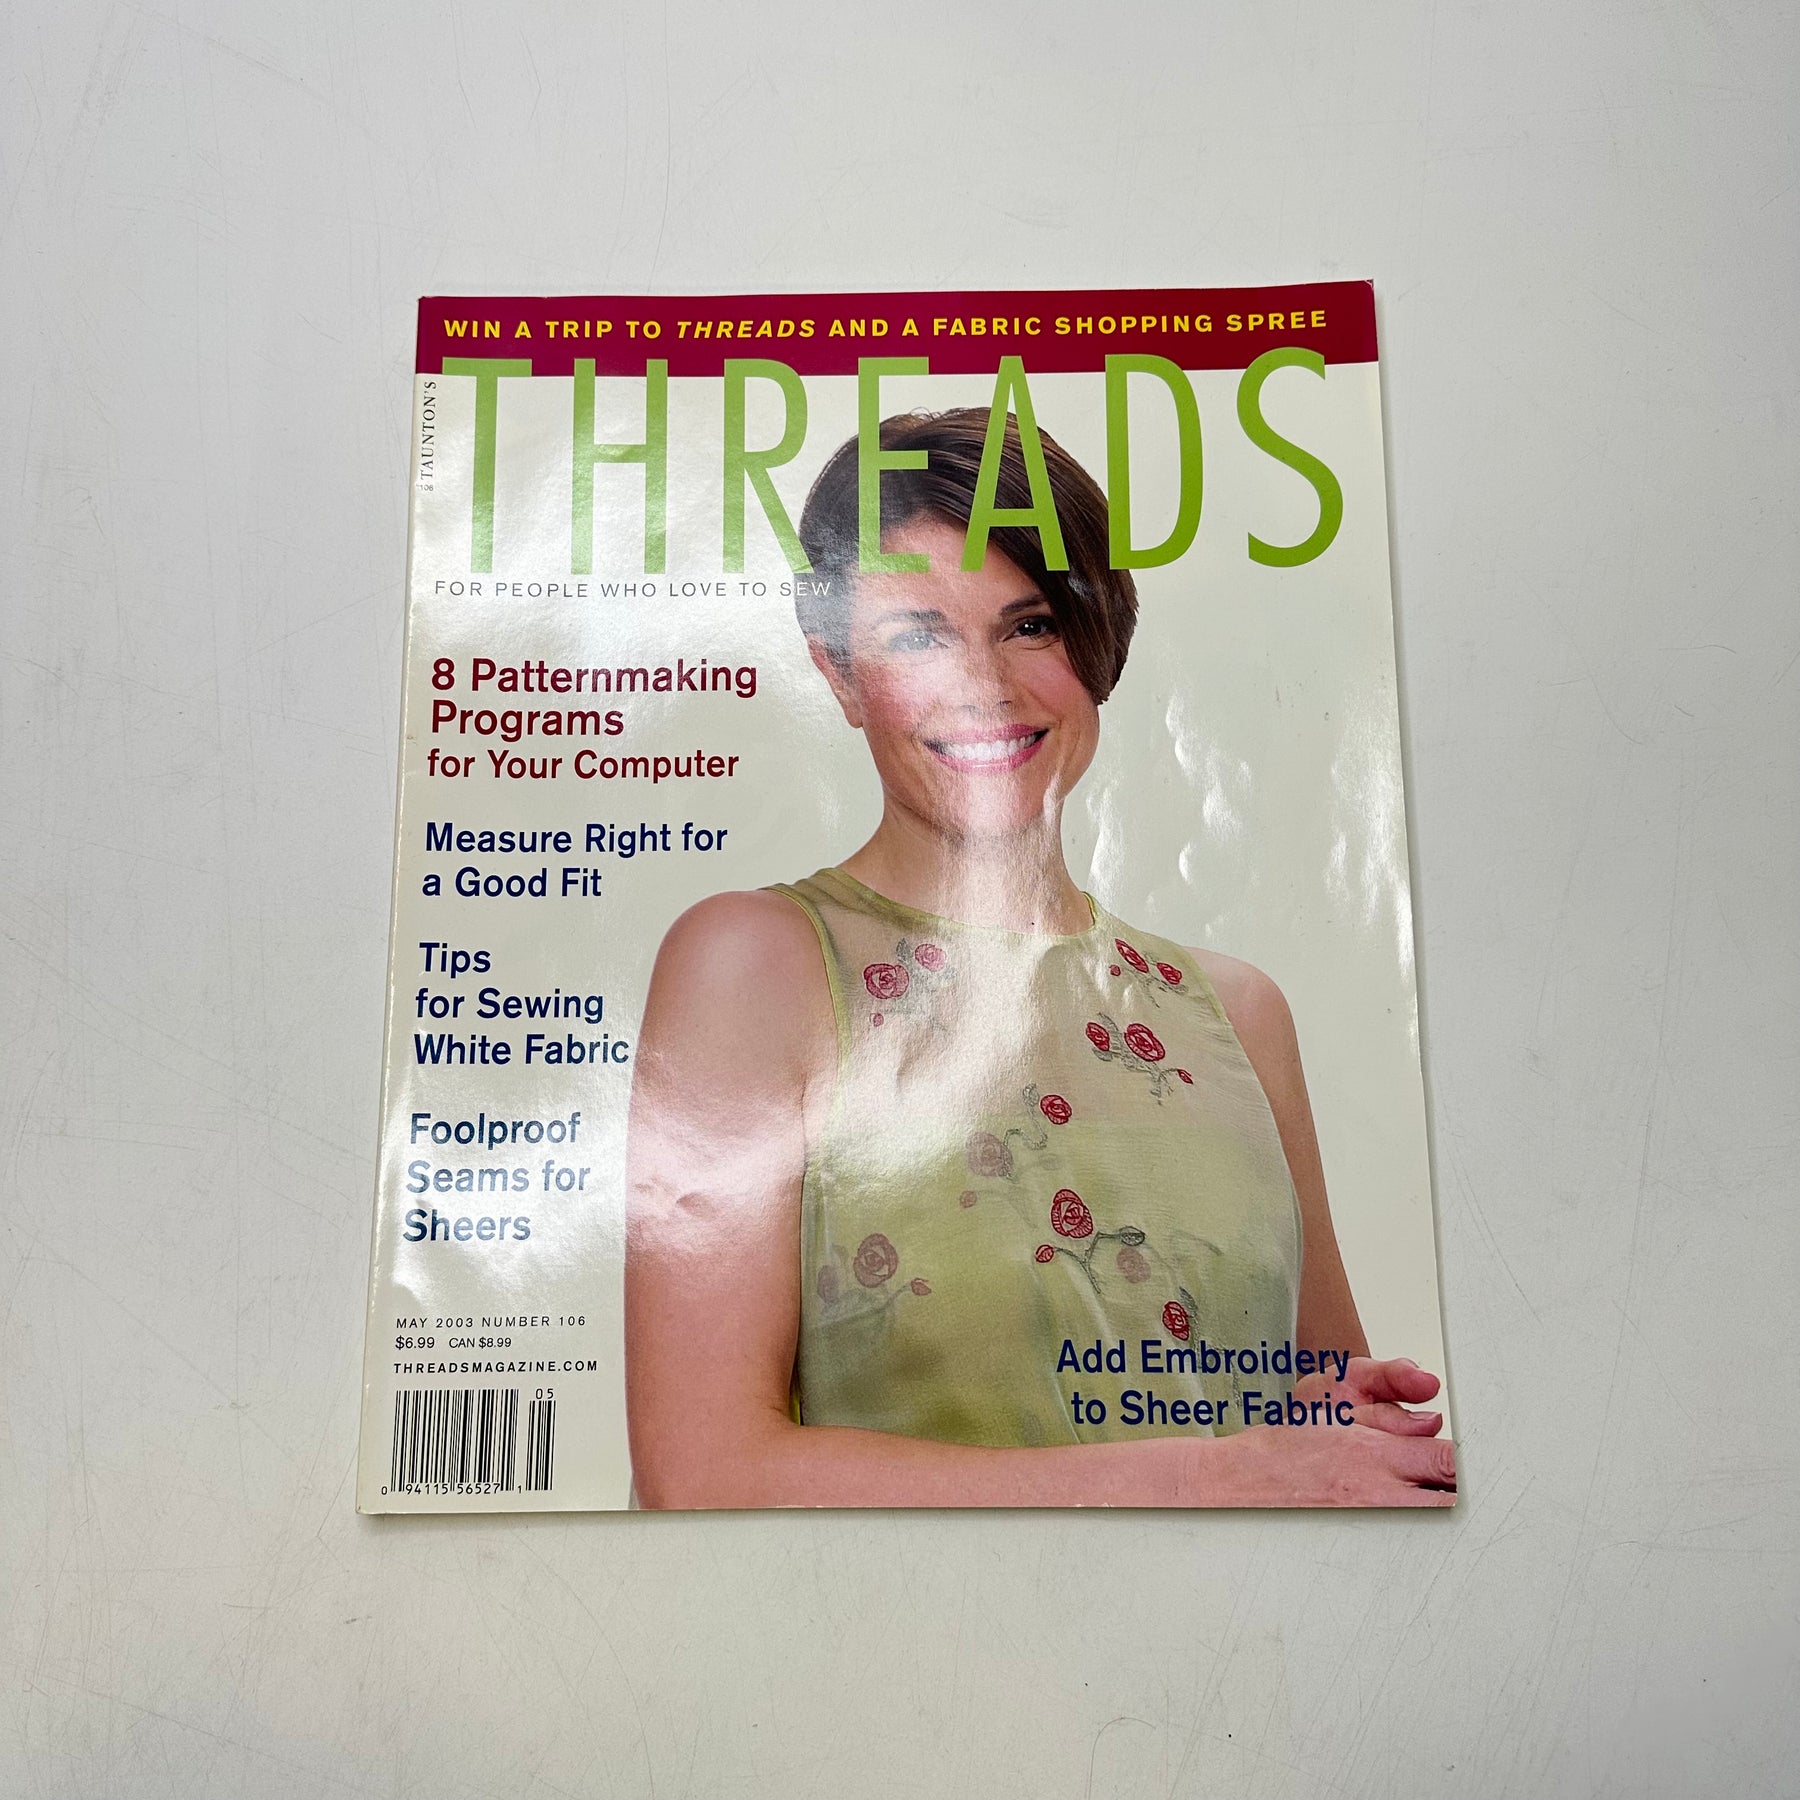 WIN A TRIP TO THREADS AND A FABRIC SHOPPING SPREE
TAUNTON'S
106
THREADS
FOR PEOPLE WHO LOVE TO SEW
8 Patternmaking
Programs
for Your Computer
Measure Right for
a Good Fit
Tips
for Sewing
White Fabric
Foolproof
Seams for
Sheers
MAY 2003 NUMBER 106
$6.99 CAN $8.99
THREADSMAGAZINE.COM
05
0 94115 56527 1
Add Embroidery
to Sheer Fabric